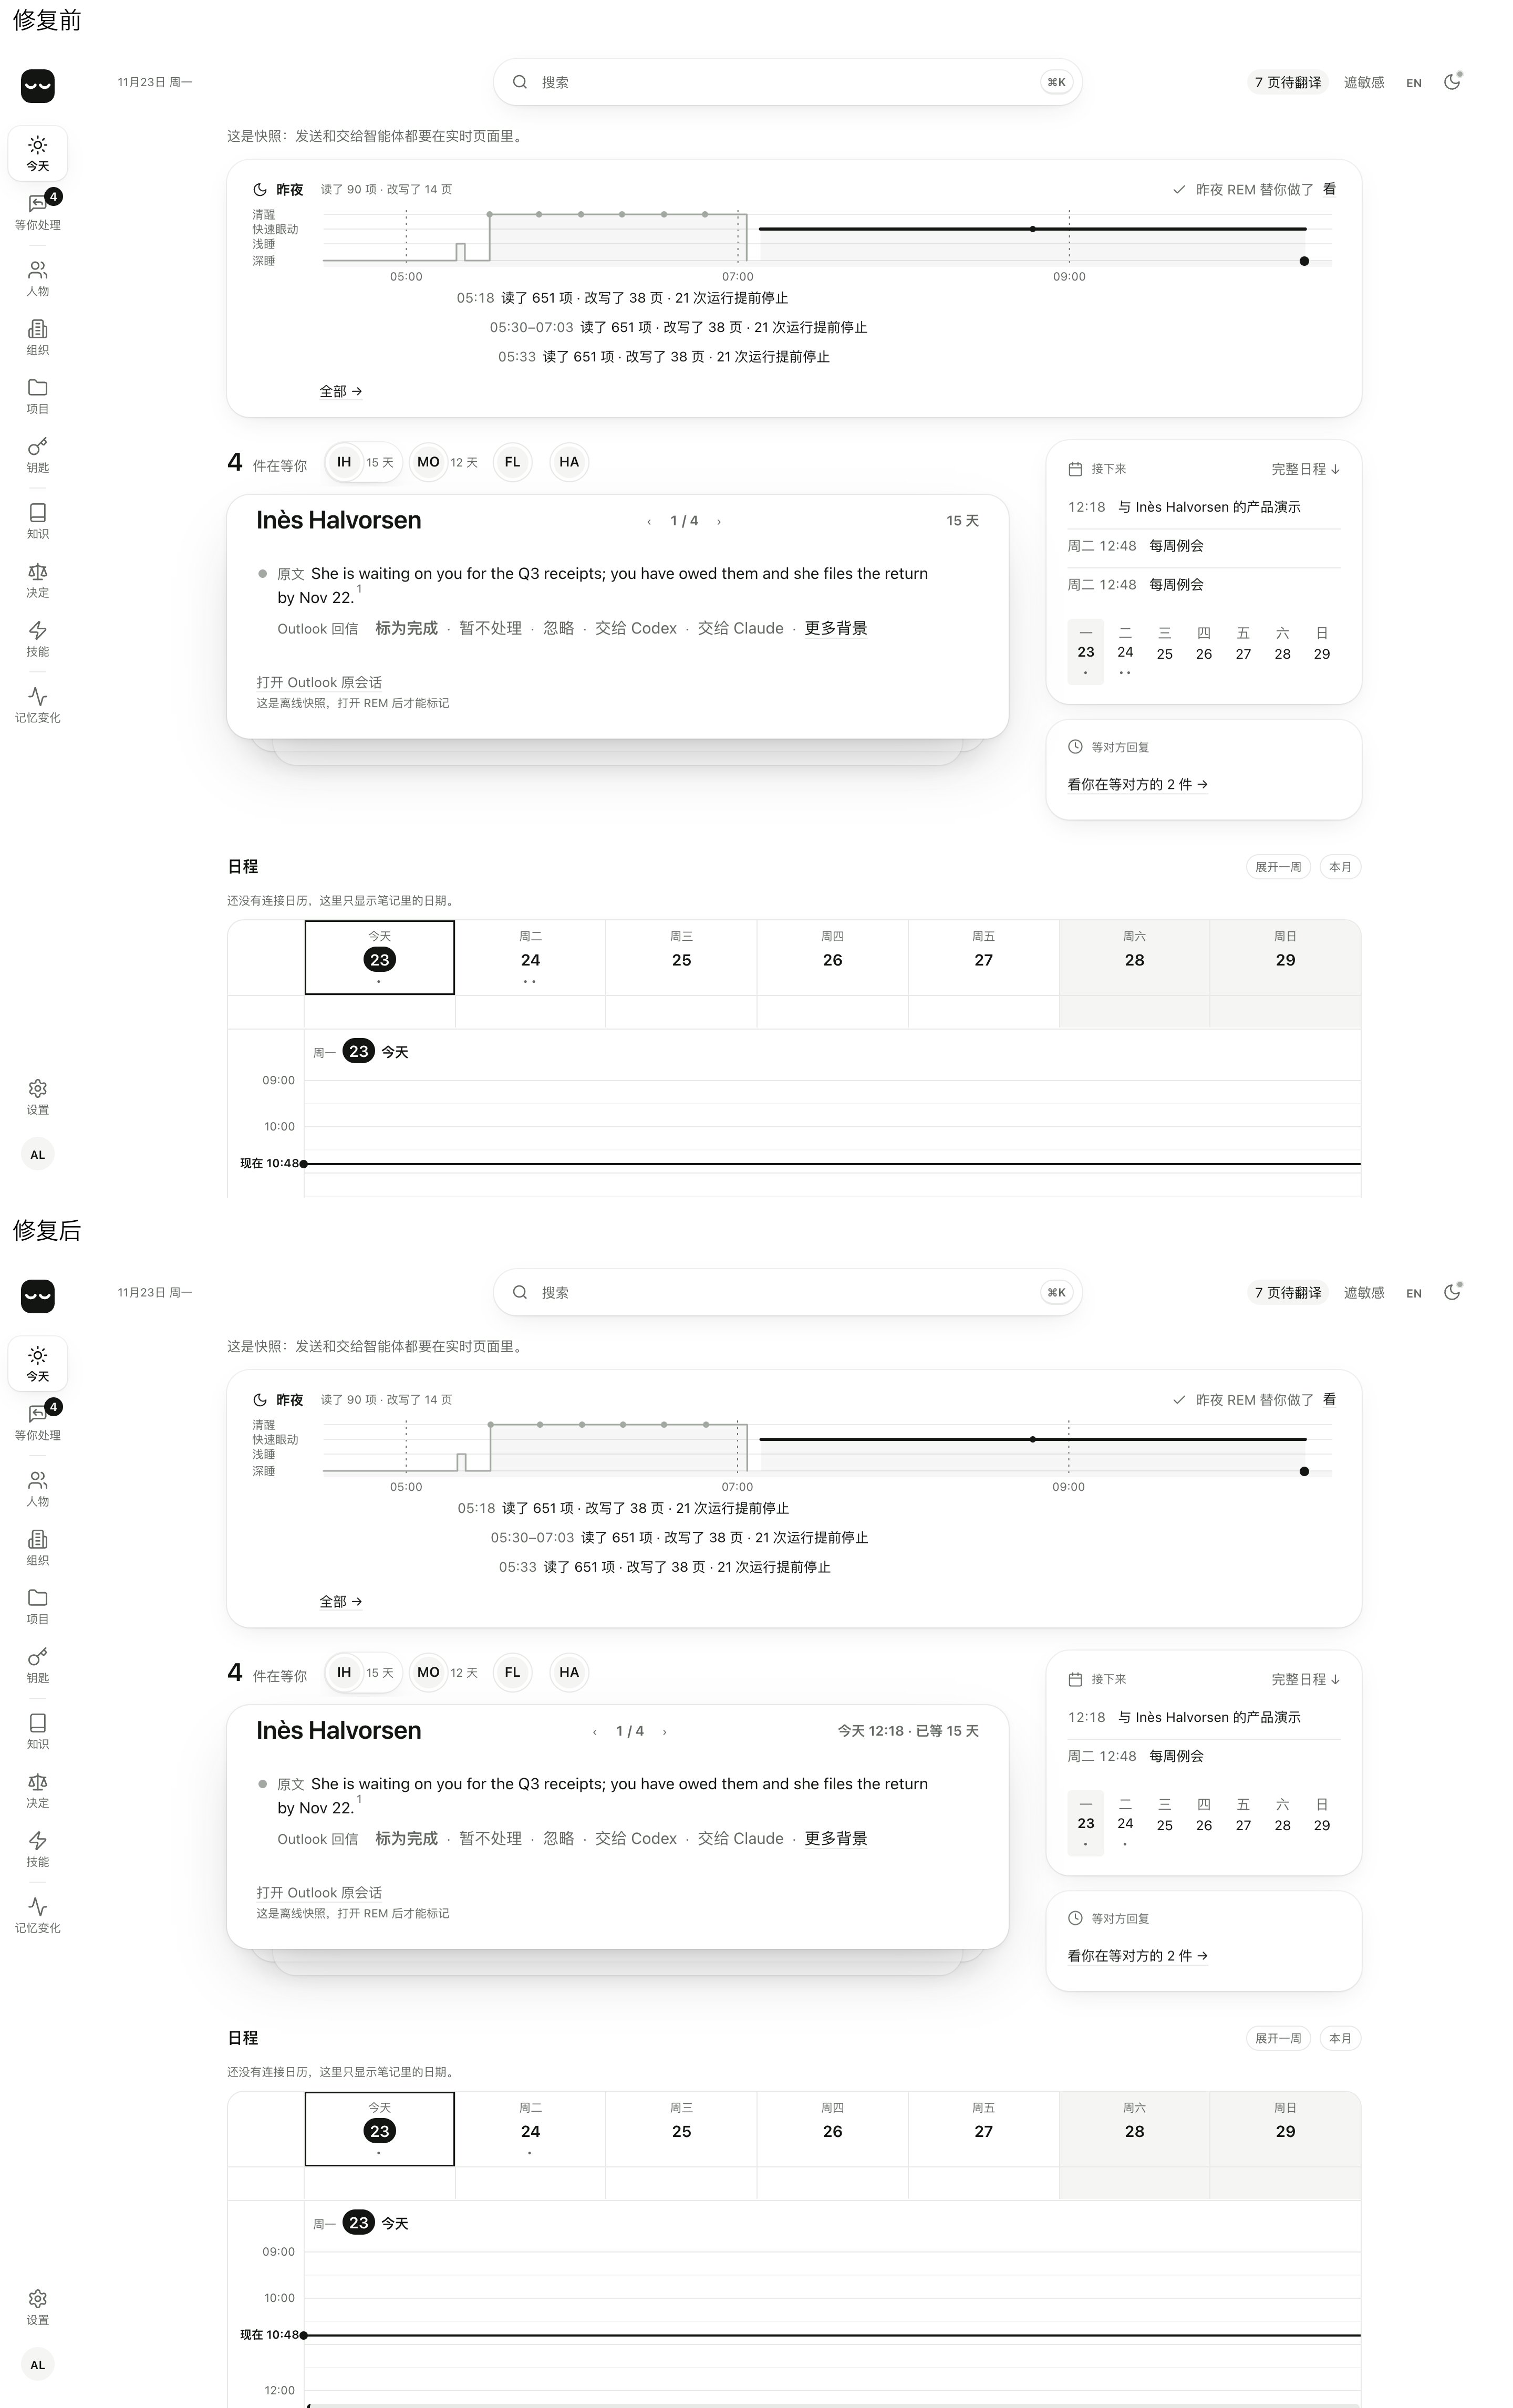 修复前
11月23日 周一
搜索
⌘K
7 页待翻译
遮敏感
EN
今天
4
等你处理
人物
组织
项目
钥匙
知识
决定
技能
记忆变化
设置
AL
这是快照：发送和交给智能体都要在实时页面里。
昨夜 读了 90 项 · 改写了 14 页
昨夜 REM 替你做了 看
清醒
快速眼动
浅睡
深睡
05:00 07:00 09:00
05:18 读了 651 项 · 改写了 38 页 · 21 次运行提前停止
05:30–07:03 读了 651 项 · 改写了 38 页 · 21 次运行提前停止
05:33 读了 651 项 · 改写了 38 页 · 21 次运行提前停止
全部 →
4 件在等你 IH 15 天 MO 12 天 FL HA
Inès Halvorsen ‹ 1 / 4 › 15 天
原文 She is waiting on you for the Q3 receipts; you have owed them and she files the return
by Nov 22. 1
Outlook 回信 标为完成 · 暂不处理 · 忽略 · 交给 Codex · 交给 Claude · 更多背景
打开 Outlook 原会话
这是离线快照，打开 REM 后才能标记
接下来 完整日程 ↓
12:18 与 Inès Halvorsen 的产品演示
周二 12:48 每周例会
周二 12:48 每周例会
一 二 三 四 五 六 日
23 24 25 26 27 28 29
等对方回复
看你在等对方的 2 件 →
日程 展开一周 本月
还没有连接日历，这里只显示笔记里的日期。
今天 周二 周三 周四 周五 周六 周日
23 24 25 26 27 28 29
周一 23 今天
09:00
10:00
现在 10:48
修复后
11月23日 周一
搜索
⌘K
7 页待翻译
遮敏感
EN
今天
4
等你处理
人物
组织
项目
钥匙
知识
决定
技能
记忆变化
设置
AL
这是快照：发送和交给智能体都要在实时页面里。
昨夜 读了 90 项 · 改写了 14 页
昨夜 REM 替你做了 看
清醒
快速眼动
浅睡
深睡
05:00 07:00 09:00
05:18 读了 651 项 · 改写了 38 页 · 21 次运行提前停止
05:30–07:03 读了 651 项 · 改写了 38 页 · 21 次运行提前停止
05:33 读了 651 项 · 改写了 38 页 · 21 次运行提前停止
全部 →
4 件在等你 IH 15 天 MO 12 天 FL HA
Inès Halvorsen ‹ 1 / 4 › 今天 12:18 · 已等 15 天
原文 She is waiting on you for the Q3 receipts; you have owed them and she files the return
by Nov 22. 1
Outlook 回信 标为完成 · 暂不处理 · 忽略 · 交给 Codex · 交给 Claude · 更多背景
打开 Outlook 原会话
这是离线快照，打开 REM 后才能标记
接下来 完整日程 ↓
12:18 与 Inès Halvorsen 的产品演示
周二 12:48 每周例会
一 二 三 四 五 六 日
23 24 25 26 27 28 29
等对方回复
看你在等对方的 2 件 →
日程 展开一周 本月
还没有连接日历，这里只显示笔记里的日期。
今天 周二 周三 周四 周五 周六 周日
23 24 25 26 27 28 29
周一 23 今天
09:00
10:00
现在 10:48
12:00